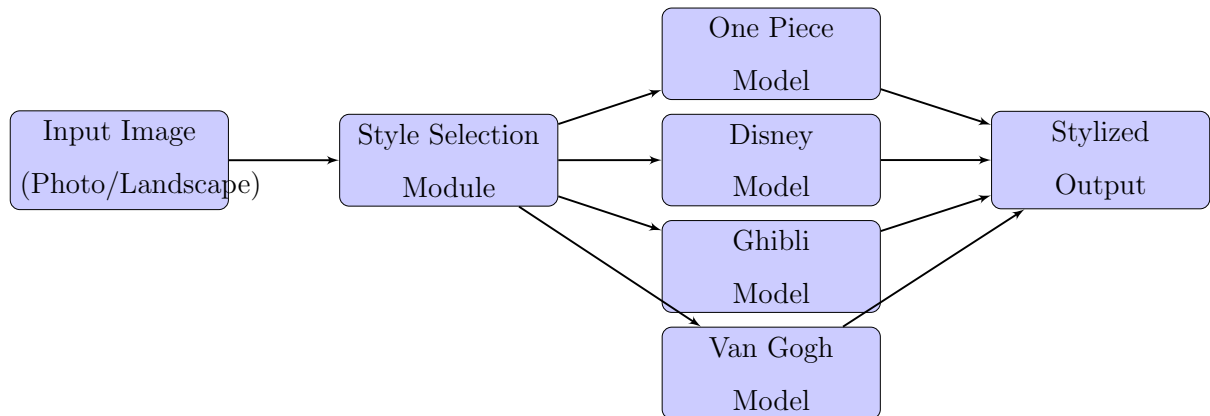 Input Image
(Photo/Landscape)
Style Selection
Module
One Piece
Model
Disney
Model
Ghibli
Model
Van Gogh
Model
Stylized
Output